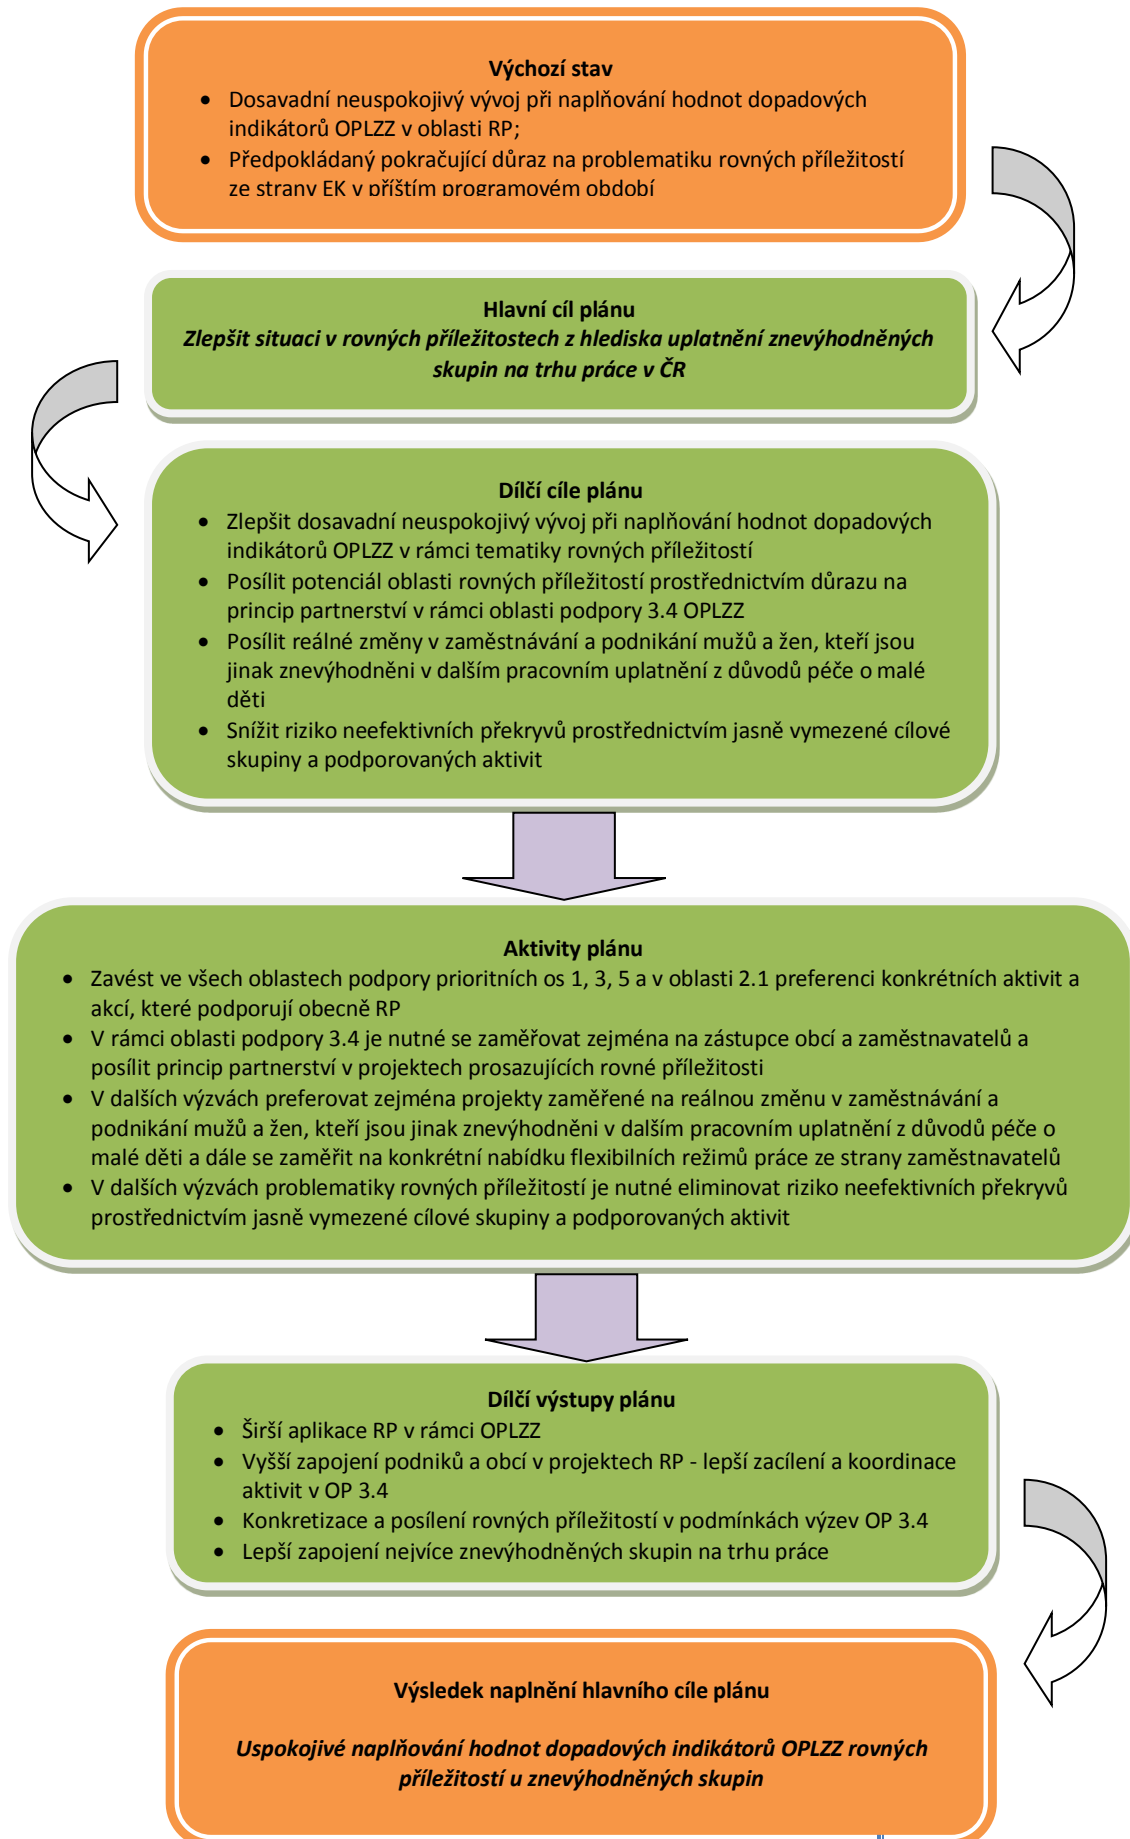 Výchozí stav
• Dosavadní neuspokojivý vývoj při naplňování hodnot dopadových
indikátorů OPLZZ v oblasti RP;
• Předpokládaný pokračující důraz na problematiku rovných příležitostí
ze strany EK v příštím programovém období
Hlavní cíl plánu
Zlepšit situaci v rovných příležitostech z hlediska uplatnění znevýhodněných
skupin na trhu práce v ČR
Dílčí cíle plánu
• Zlepšit dosavadní neuspokojivý vývoj při naplňování hodnot dopadových
indikátorů OPLZZ v rámci tematiky rovných příležitostí
• Posílit potenciál oblasti rovných příležitostí prostřednictvím důrazu na
princip partnerství v rámci oblasti podpory 3.4 OPLZZ
• Posílit reálné změny v zaměstnávání a podnikání mužů a žen, kteří jsou
jinak znevýhodněni v dalším pracovním uplatnění z důvodů péče o malé
děti
• Snížit riziko neefektivních překryvů prostřednictvím jasně vymezené cílové
skupiny a podporovaných aktivit
Aktivity plánu
• Zavést ve všech oblastech podpory prioritních os 1, 3, 5 a v oblasti 2.1 preferenci konkrétních aktivit a
akcí, které podporují obecně RP
• V rámci oblasti podpory 3.4 je nutné se zaměřovat zejména na zástupce obcí a zaměstnavatelů a
posílit princip partnerství v projektech prosazujících rovné příležitosti
• V dalších výzvách preferovat zejména projekty zaměřené na reálnou změnu v zaměstnávání a
podnikání mužů a žen, kteří jsou jinak znevýhodněni v dalším pracovním uplatnění z důvodů péče o
malé děti a dále se zaměřit na konkrétní nabídku flexibilních režimů práce ze strany zaměstnavatelů
• V dalších výzvách problematiky rovných příležitostí je nutné eliminovat riziko neefektivních překryvů
prostřednictvím jasně vymezené cílové skupiny a podporovaných aktivit
Dílčí výstupy plánu
• Širší aplikace RP v rámci OPLZZ
• Vyšší zapojení podniků a obcí v projektech RP - lepší zacílení a koordinace
aktivit v OP 3.4
• Konkretizace a posílení rovných příležitostí v podmínkách výzev OP 3.4
• Lepší zapojení nejvíce znevýhodněných skupin na trhu práce
Výsledek naplnění hlavního cíle plánu
Uspokojivé naplňování hodnot dopadových indikátorů OPLZZ rovných
příležitostí u znevýhodněných skupin